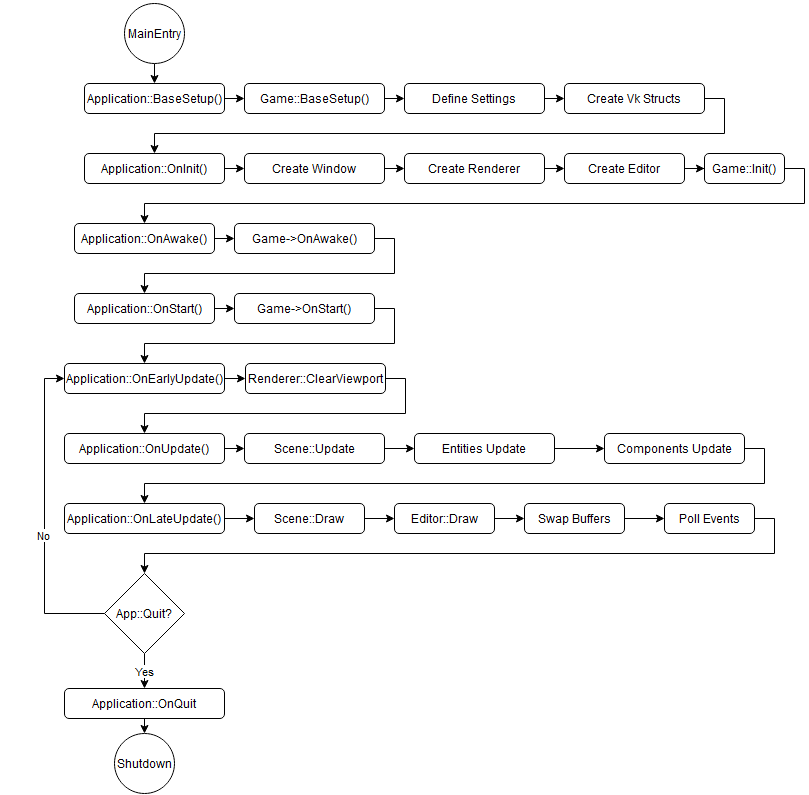 MainEntry
Application::BaseSetup()
Game::BaseSetup()
Define Settings
Create Vk Structs
Application::OnInit()
Create Window
Create Renderer
Create Editor
Game::Init()
Application::OnAwake()
Game->OnAwake()
Application::OnStart()
Game->OnStart()
Application::OnEarlyUpdate()
Renderer::ClearViewport
Application::OnUpdate()
Scene::Update
Entities Update
Components Update
Application::OnLateUpdate()
Scene::Draw
Editor::Draw
Swap Buffers
Poll Events
No
App::Quit?
Yes
Application::OnQuit
Shutdown